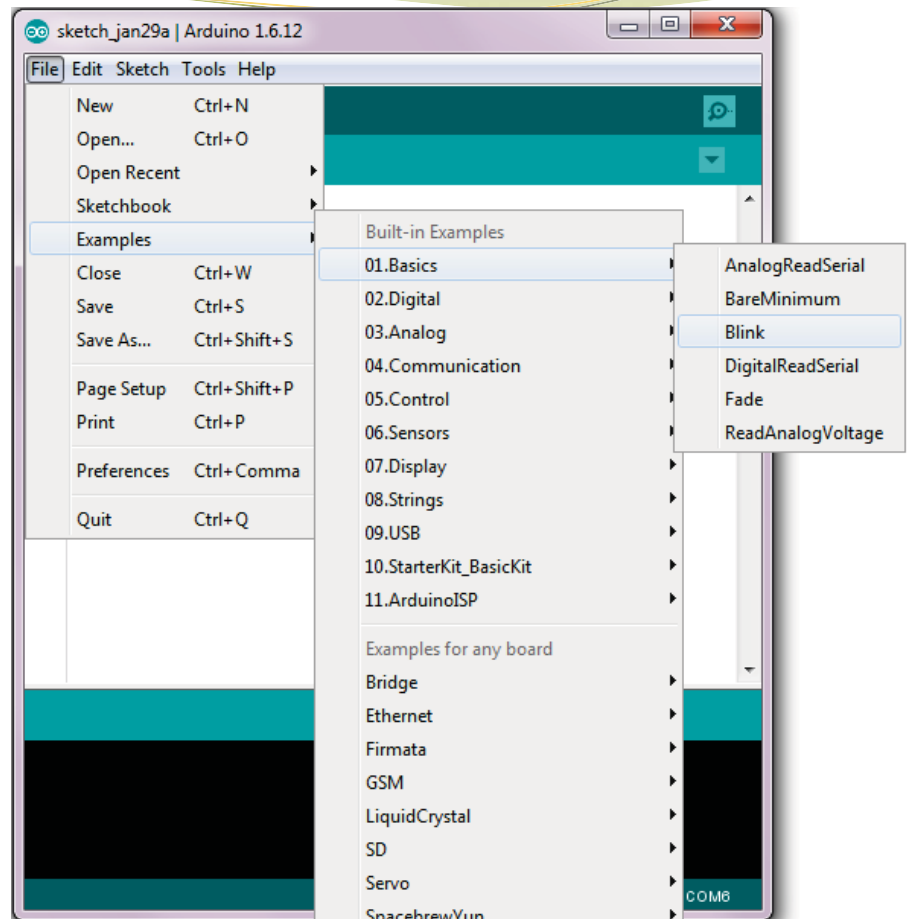 sketch_jan29a | Arduino 1.6.12
File Edit Sketch Tools Help
New Ctrl+N
Open... Ctrl+O
Open Recent
Sketchbook
Examples
Close Ctrl+W
Save Ctrl+S
Save As... Ctrl+Shift+S
Page Setup Ctrl+Shift+P
Print Ctrl+P
Preferences Ctrl+Comma
Quit Ctrl+Q
Built-in Examples
01.Basics
02.Digital
03.Analog
04.Communication
05.Control
06.Sensors
07.Display
08.Strings
09.USB
10.StarterKit_BasicKit
11.ArduinoISP
Examples for any board
Bridge
Ethernet
Firmata
GSM
LiquidCrystal
SD
Servo
SpacebrewYun
AnalogReadSerial
BareMinimum
Blink
DigitalReadSerial
Fade
ReadAnalogVoltage
COM6